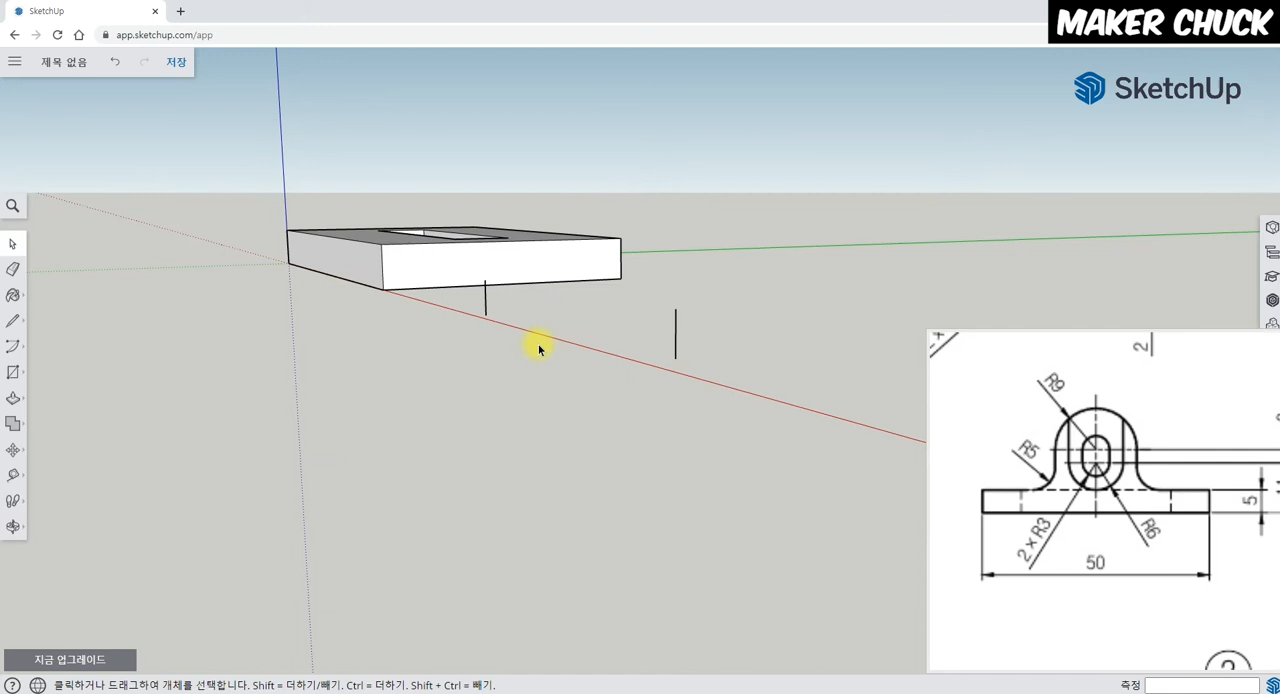 SketchUp
MAKER CHUCK
app.sketchup.com/app
제목 없음
저장
SketchUp
2
R9
R5
5
2×R3
R6
50
2
지금 업그레이드
클릭하거나 드래그하여 개체를 선택합니다. Shift = 더하기/빼기. Ctrl = 더하기. Shift + Ctrl = 빼기.
측정